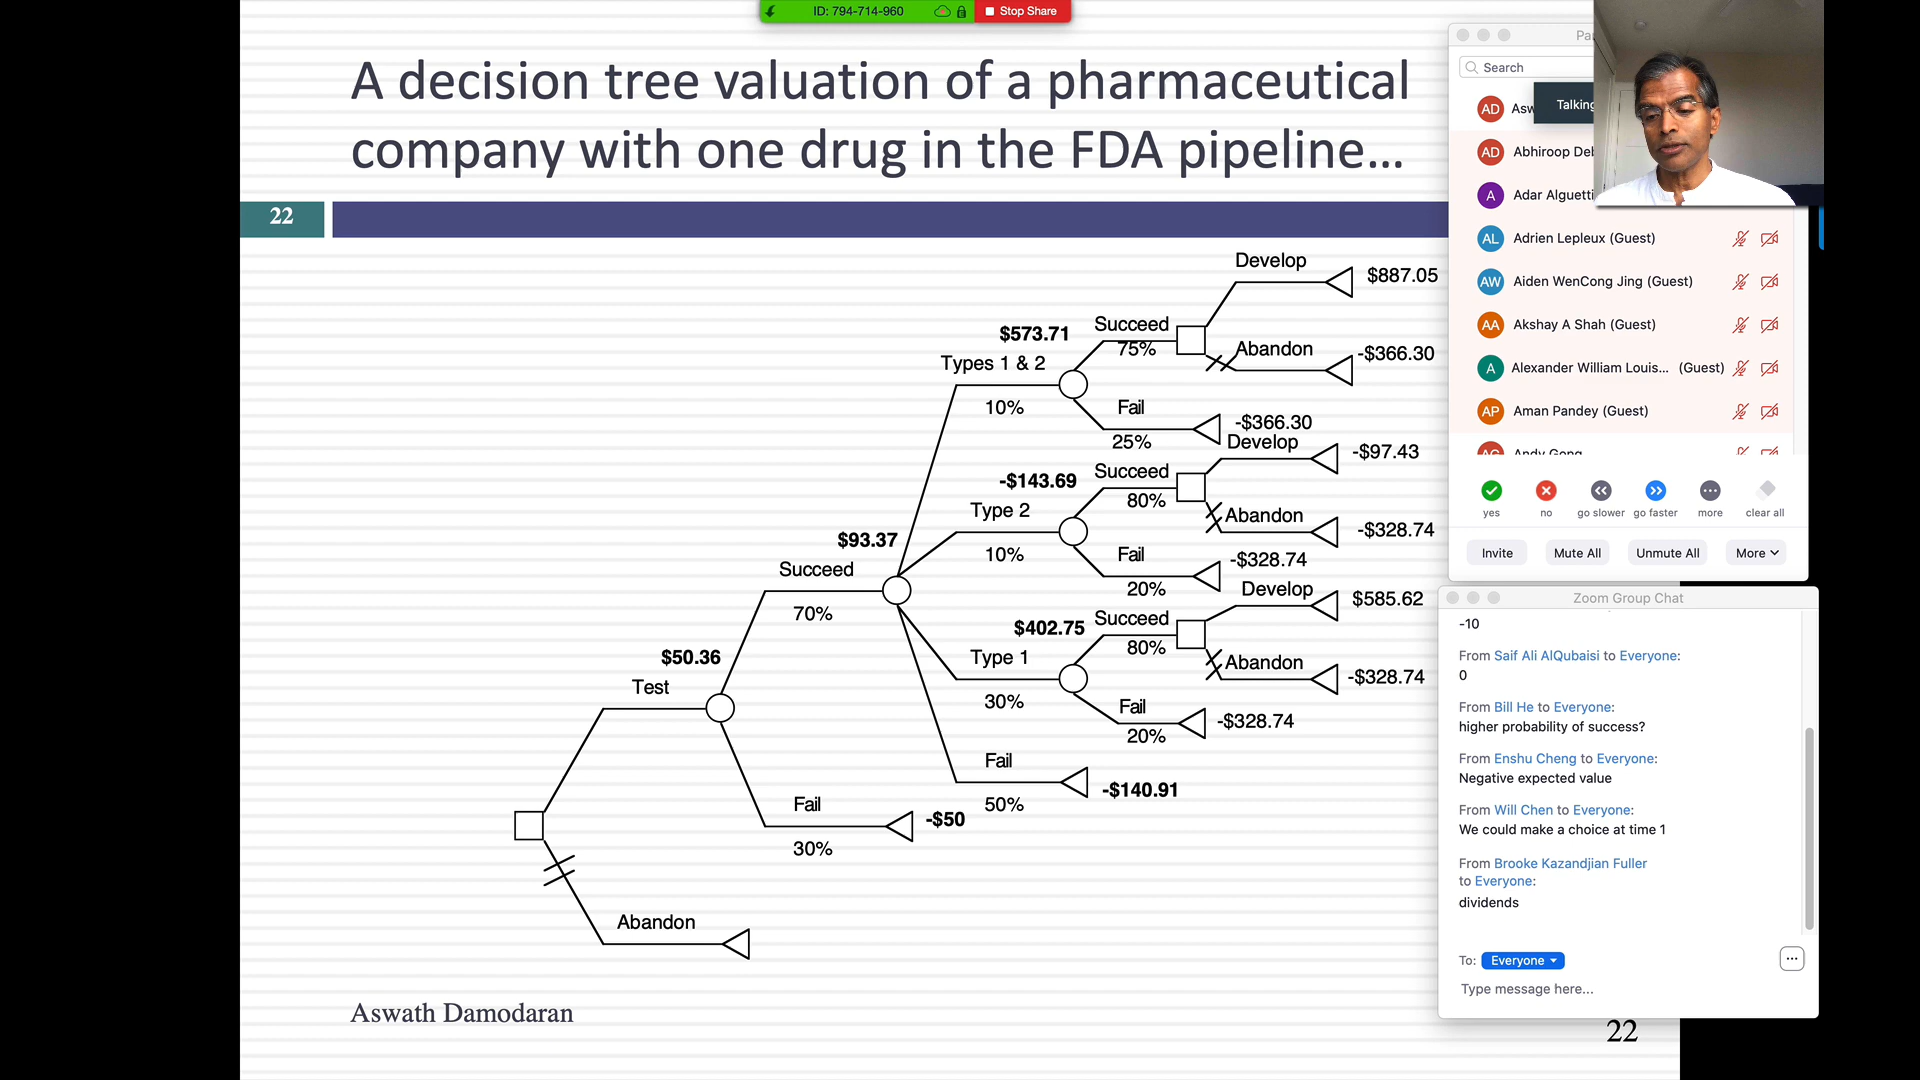 ID: 794-714-960
Stop Share
A decision tree valuation of a pharmaceutical
company with one drug in the FDA pipeline...
22
Develop
$887.05
Succeed
75%
$573.71
Types 1 & 2
10%
Abandon
-$366.30
Fail
25%
-$366.30
Develop
-$97.43
Succeed
80%
-$143.69
Type 2
10%
Abandon
-$328.74
Fail
20%
-$328.74
$93.37
Succeed
70%
Develop
$585.62
Succeed
80%
$402.75
Type 1
30%
Abandon
-$328.74
Fail
20%
-$328.74
$50.36
Test
Fail
50%
-$140.91
Fail
30%
-$50
Abandon
Aswath Damodaran
22
Search
Talking
AD
AD Abhiroop
A Adar Alguetti
AL Adrien Lepleux (Guest)
AW Aiden WenCong Jing (Guest)
AA Akshay A Shah (Guest)
A Alexander William Louis... (Guest)
AP Aman Pandey (Guest)
Andy Gong
yes no go slower go faster more clear all
Invite Mute All Unmute All More
Zoom Group Chat
-10
From Saif Ali AlQubaisi to Everyone:
0
From Bill He to Everyone:
higher probability of success?
From Enshu Cheng to Everyone:
Negative expected value
From Will Chen to Everyone:
We could make a choice at time 1
From Brooke Kazandjian Fuller
to Everyone:
dividends
To: Everyone
Type message here...